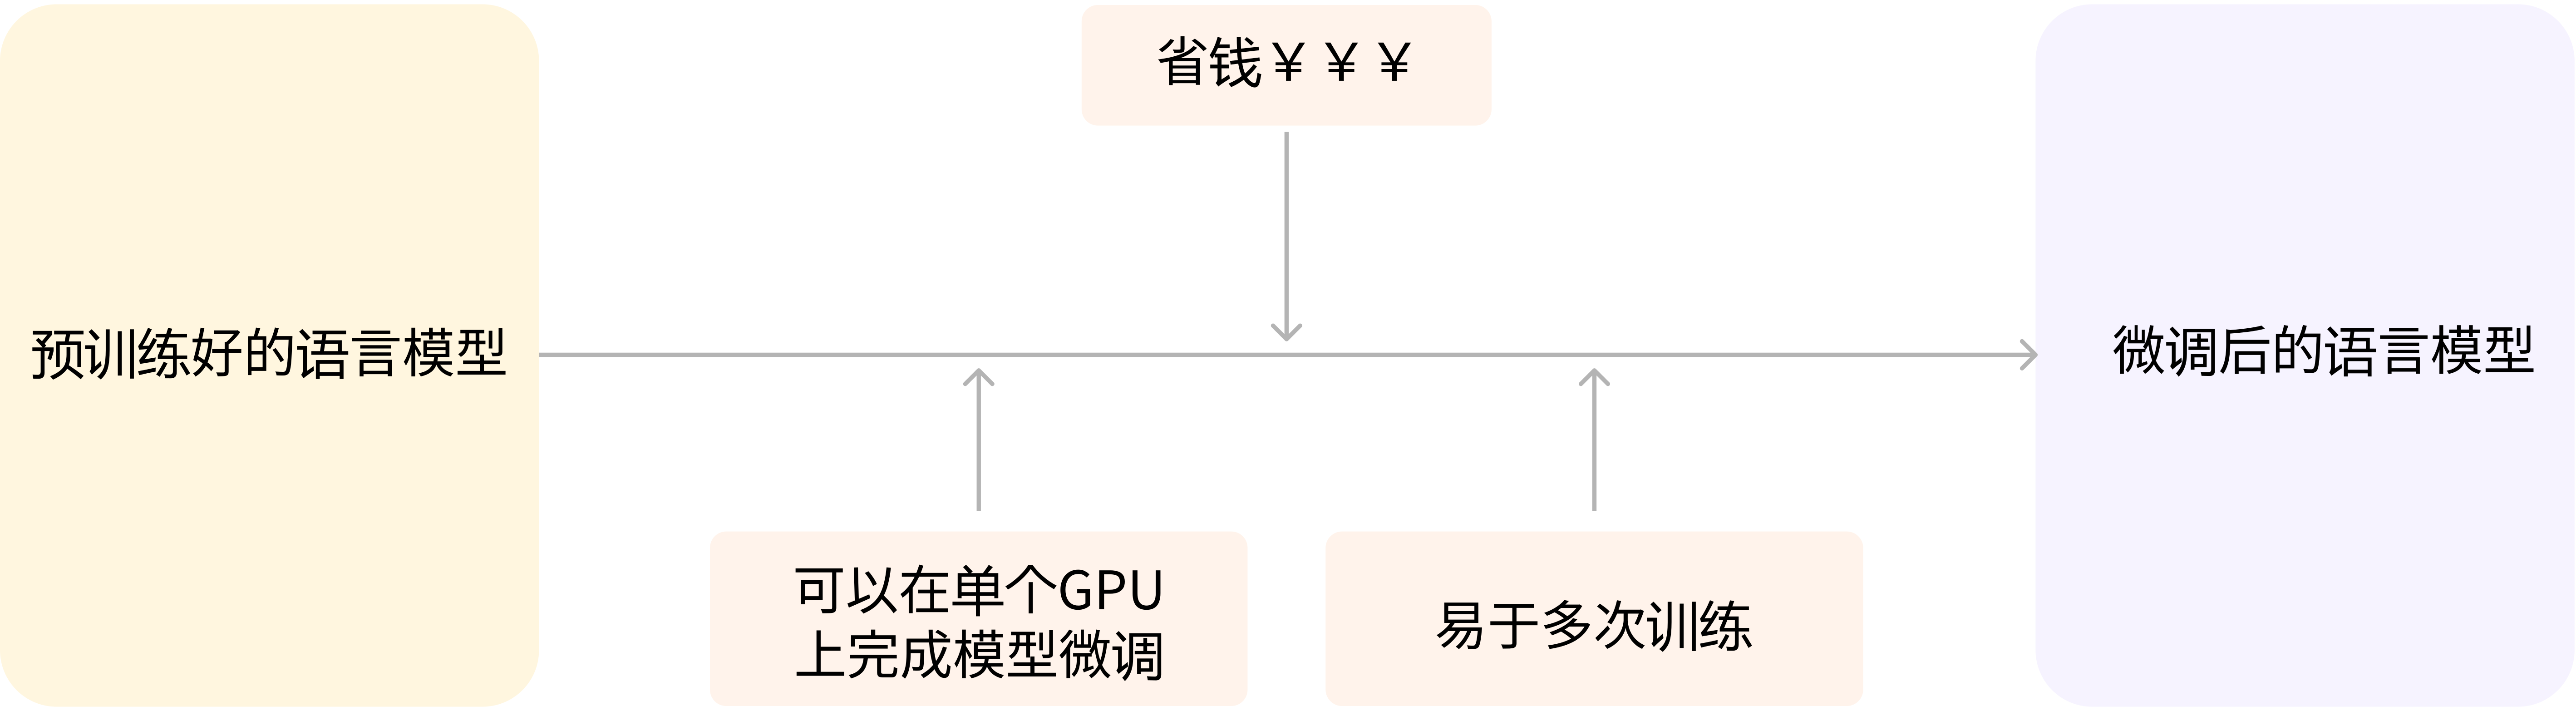 省钱￥￥￥
预训练好的语言模型
微调后的语言模型
可以在单个GPU
上完成模型微调
易于多次训练